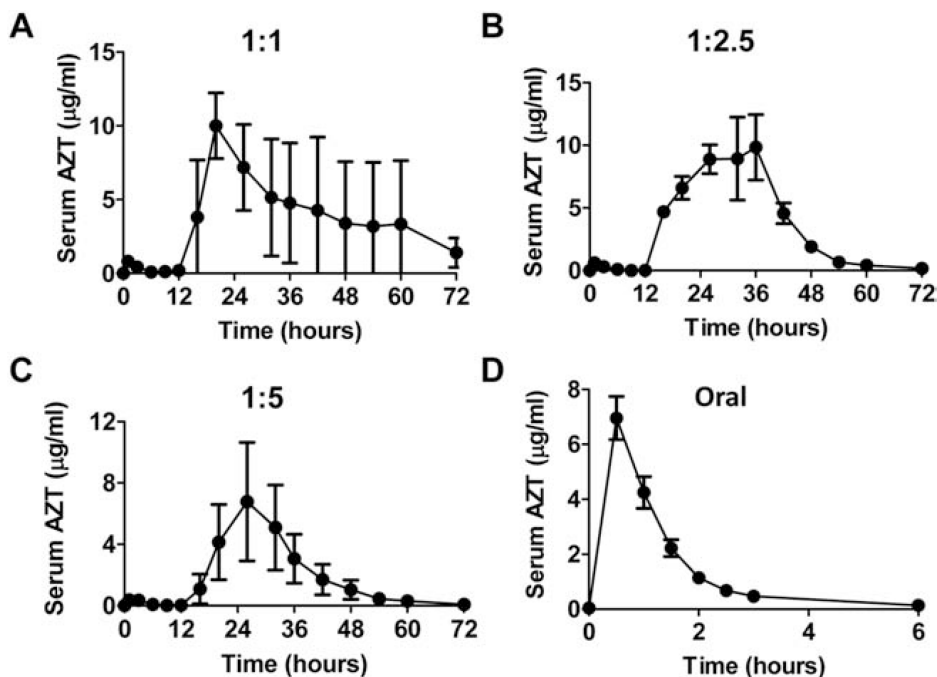 A
1:1
Serum AZT (µg/ml)
15
10
5
0
0 12 24 36 48 60 72
Time (hours)
B
1:2.5
Serum AZT (µg/ml)
15
10
5
0
0 12 24 36 48 60 72
Time (hours)
C
1:5
Serum AZT (µg/ml)
12
8
4
0
0 12 24 36 48 60 72
Time (hours)
D
Oral
Serum AZT (µg/ml)
8
6
4
2
0
0 2 4 6
Time (hours)